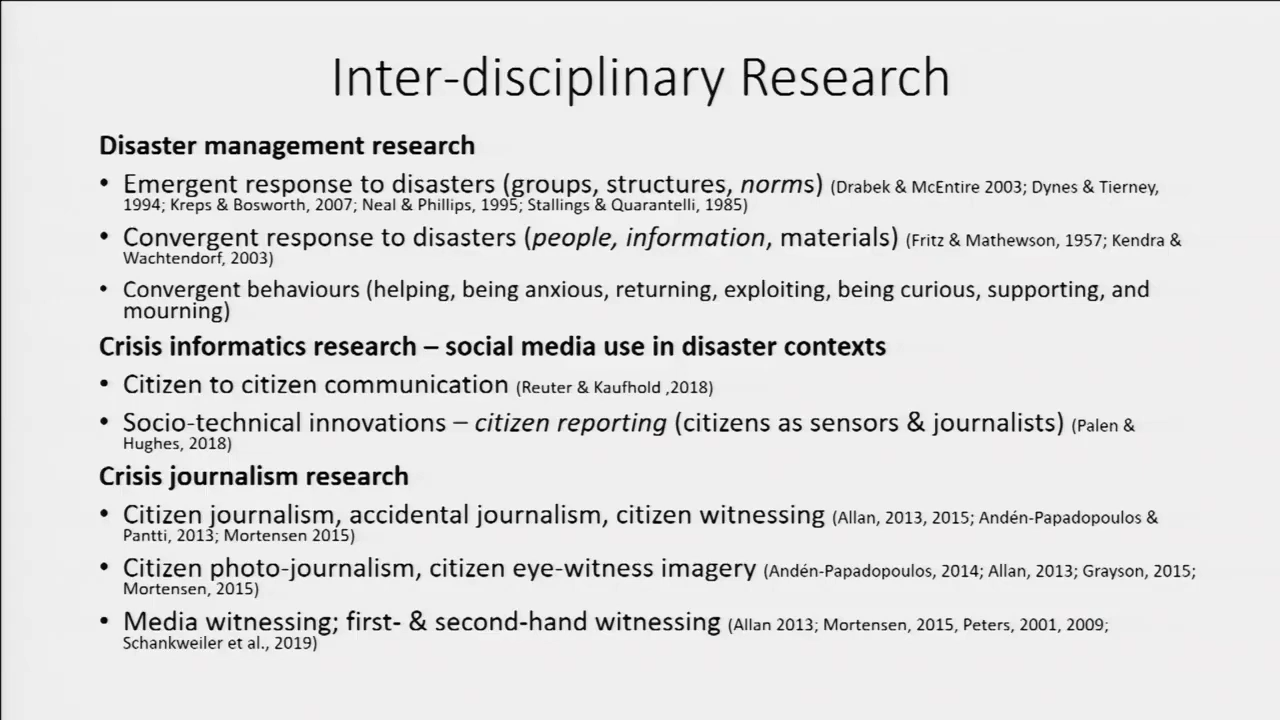 Inter-disciplinary Research
Disaster management research
• Emergent response to disasters (groups, structures, norms) (Drabek & McEntire 2003; Dynes & Tierney,
1994; Kreps & Bosworth, 2007; Neal & Phillips, 1995; Stallings & Quarantelli, 1985)
• Convergent response to disasters (people, information, materials) (Fritz & Mathewson, 1957; Kendra &
Wachtendorf, 2003)
• Convergent behaviours (helping, being anxious, returning, exploiting, being curious, supporting, and
mourning)
Crisis informatics research – social media use in disaster contexts
• Citizen to citizen communication (Reuter & Kaufhold ,2018)
• Socio-technical innovations – citizen reporting (citizens as sensors & journalists) (Palen &
Hughes, 2018)
Crisis journalism research
• Citizen journalism, accidental journalism, citizen witnessing (Allan, 2013, 2015; Andén-Papadopoulos &
Pantti, 2013; Mortensen 2015)
• Citizen photo-journalism, citizen eye-witness imagery (Andén-Papadopoulos, 2014; Allan, 2013; Grayson, 2015;
Mortensen, 2015)
• Media witnessing; first- & second-hand witnessing (Allan 2013; Mortensen, 2015, Peters, 2001, 2009;
Schankweiler et al., 2019)